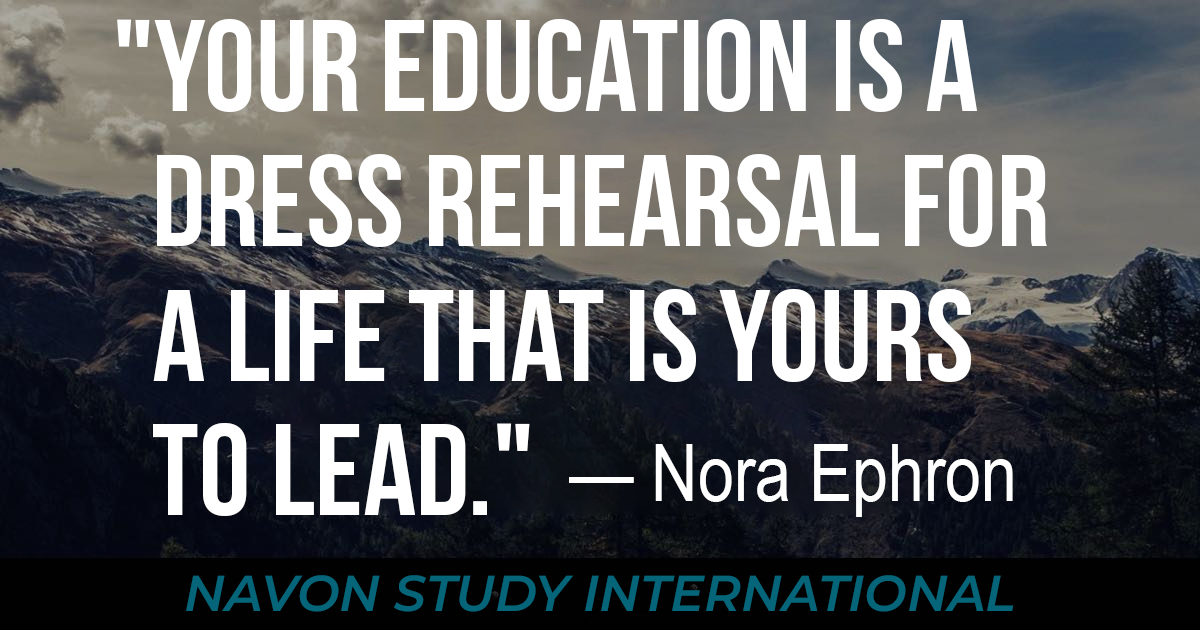 "YOUR EDUCATION IS A
DRESS REHEARSAL FOR
A LIFE THAT IS YOURS
TO LEAD." — Nora Ephron
NAVON STUDY INTERNATIONAL